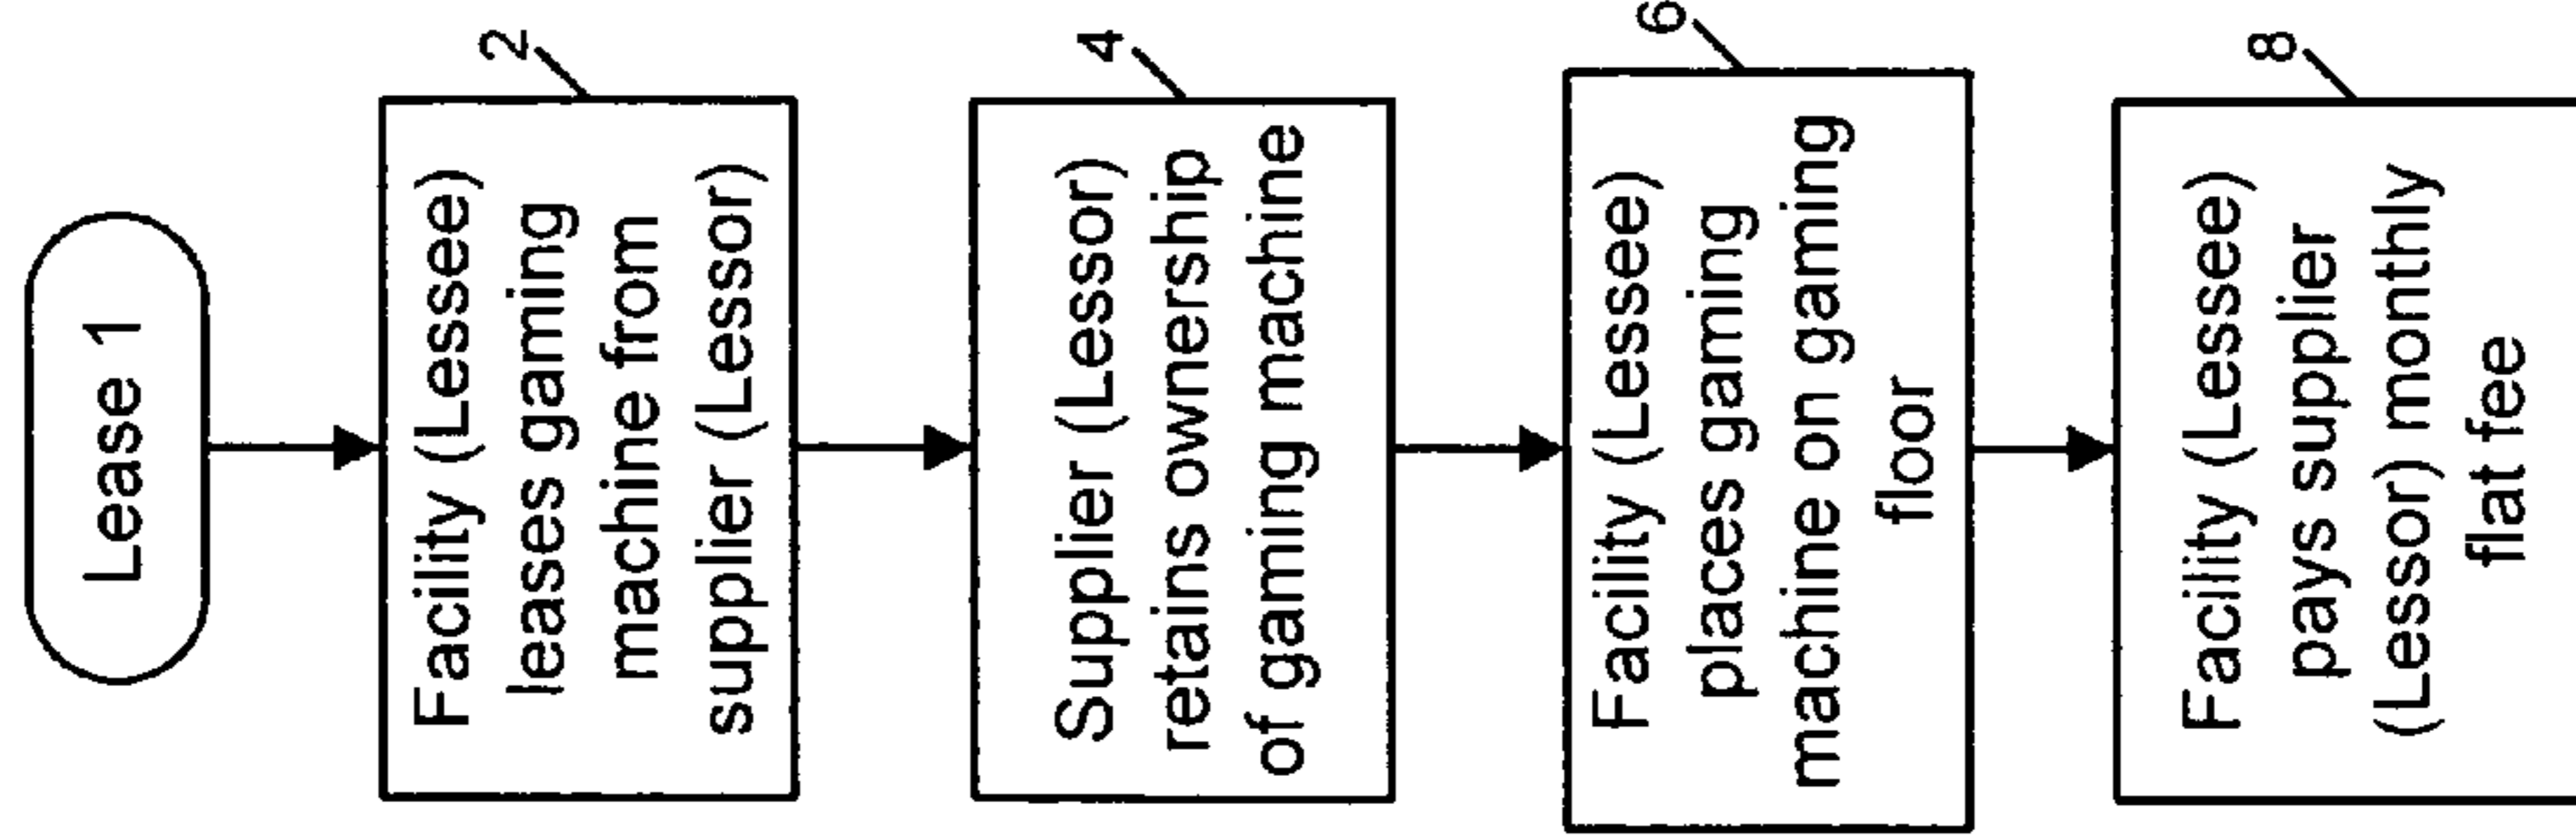 Lease 1
2
Facility (Lessee)
leases gaming
machine from
supplier (Lessor)
4
Supplier (Lessor)
retains ownership
of gaming machine
6
Facility (Lessee)
places gaming
machine on gaming
floor
8
Facility (Lessee)
pays supplier
(Lessor) monthly
flat fee